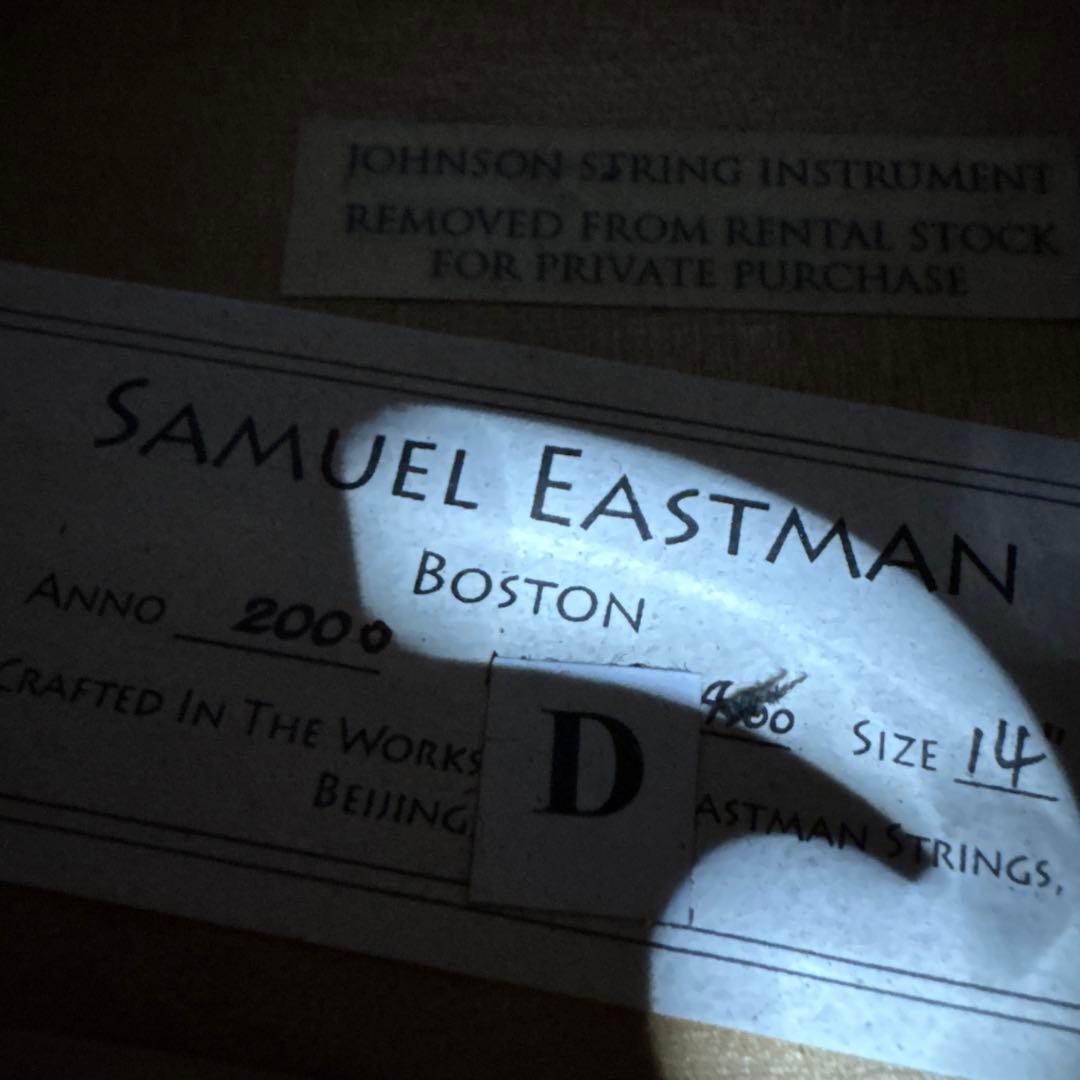 JOHNSON STRING INSTRUMENT
REMOVED FROM RENTAL STOCK
FOR PRIVATE PURCHASE
SAMUEL EASTMAN
BOSTON
ANNO 2000 SIZE 14"
CRAFTED IN THE WORKS
D
BEIJING, EASTMAN STRINGS,